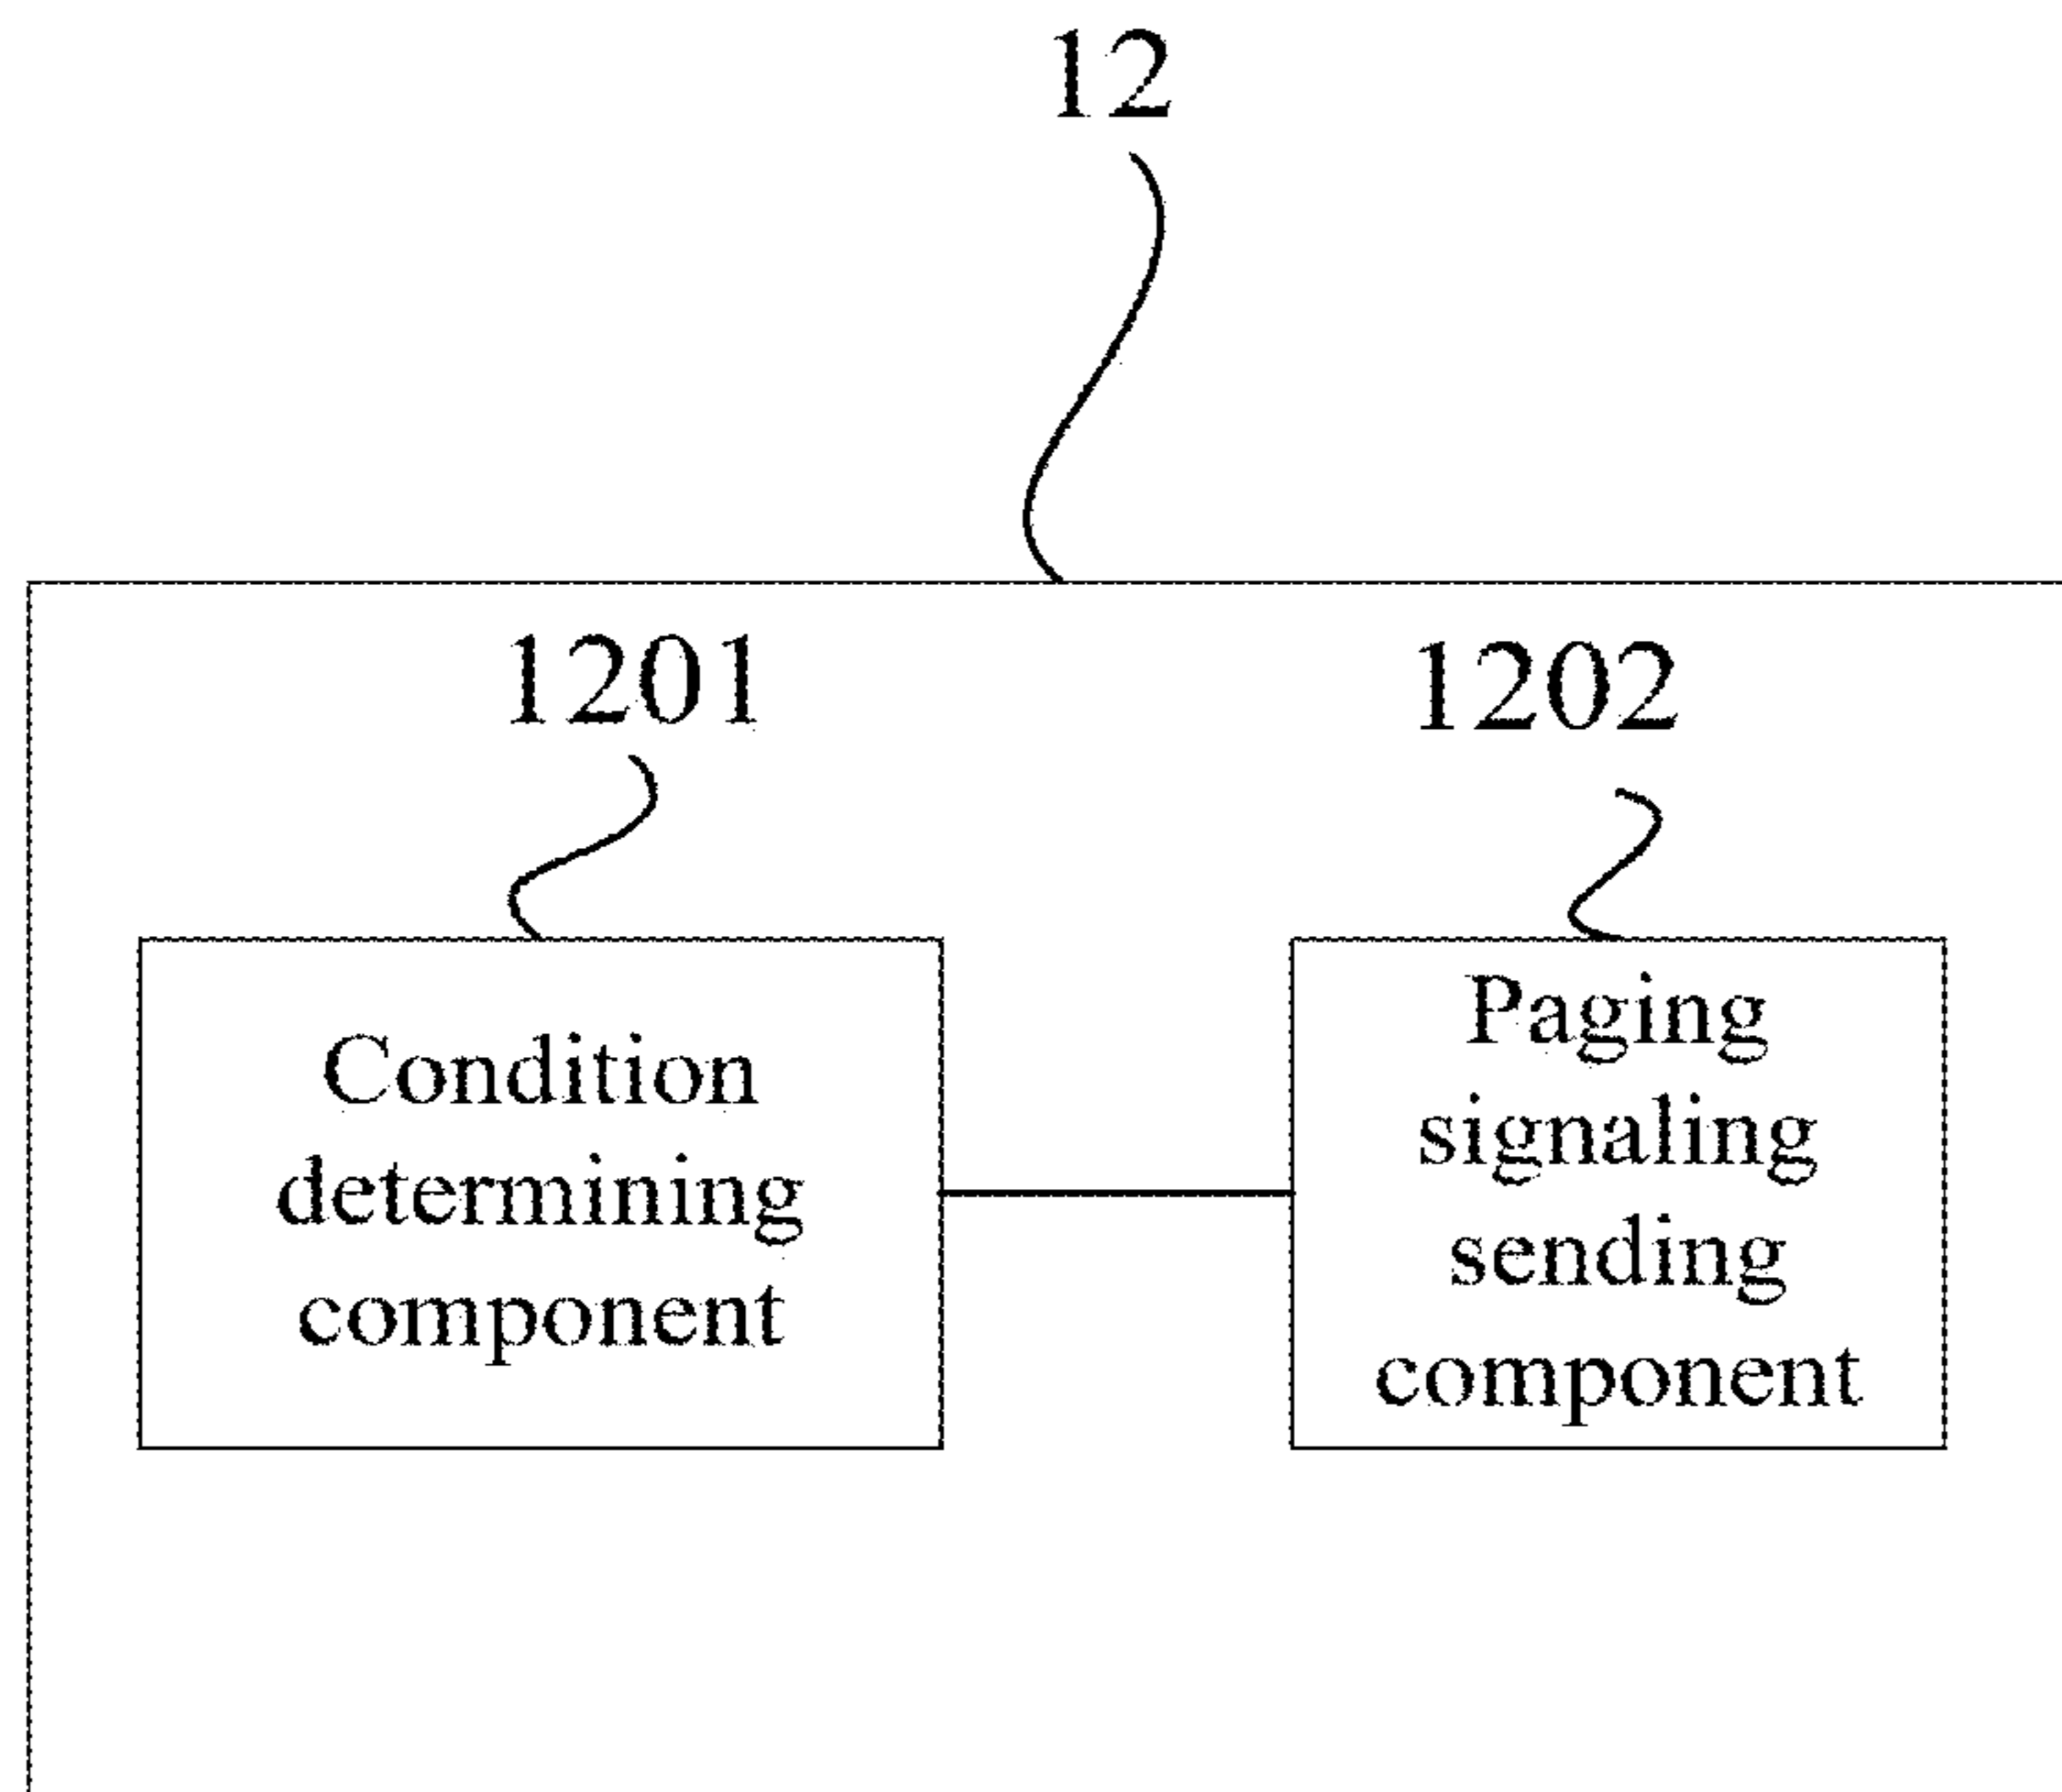 12
1201
1202
Condition
determining
component
Paging
signaling
sending
component